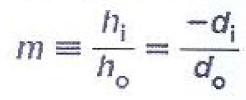 m ≡ hᵢ/hₒ = -dᵢ/dₒ